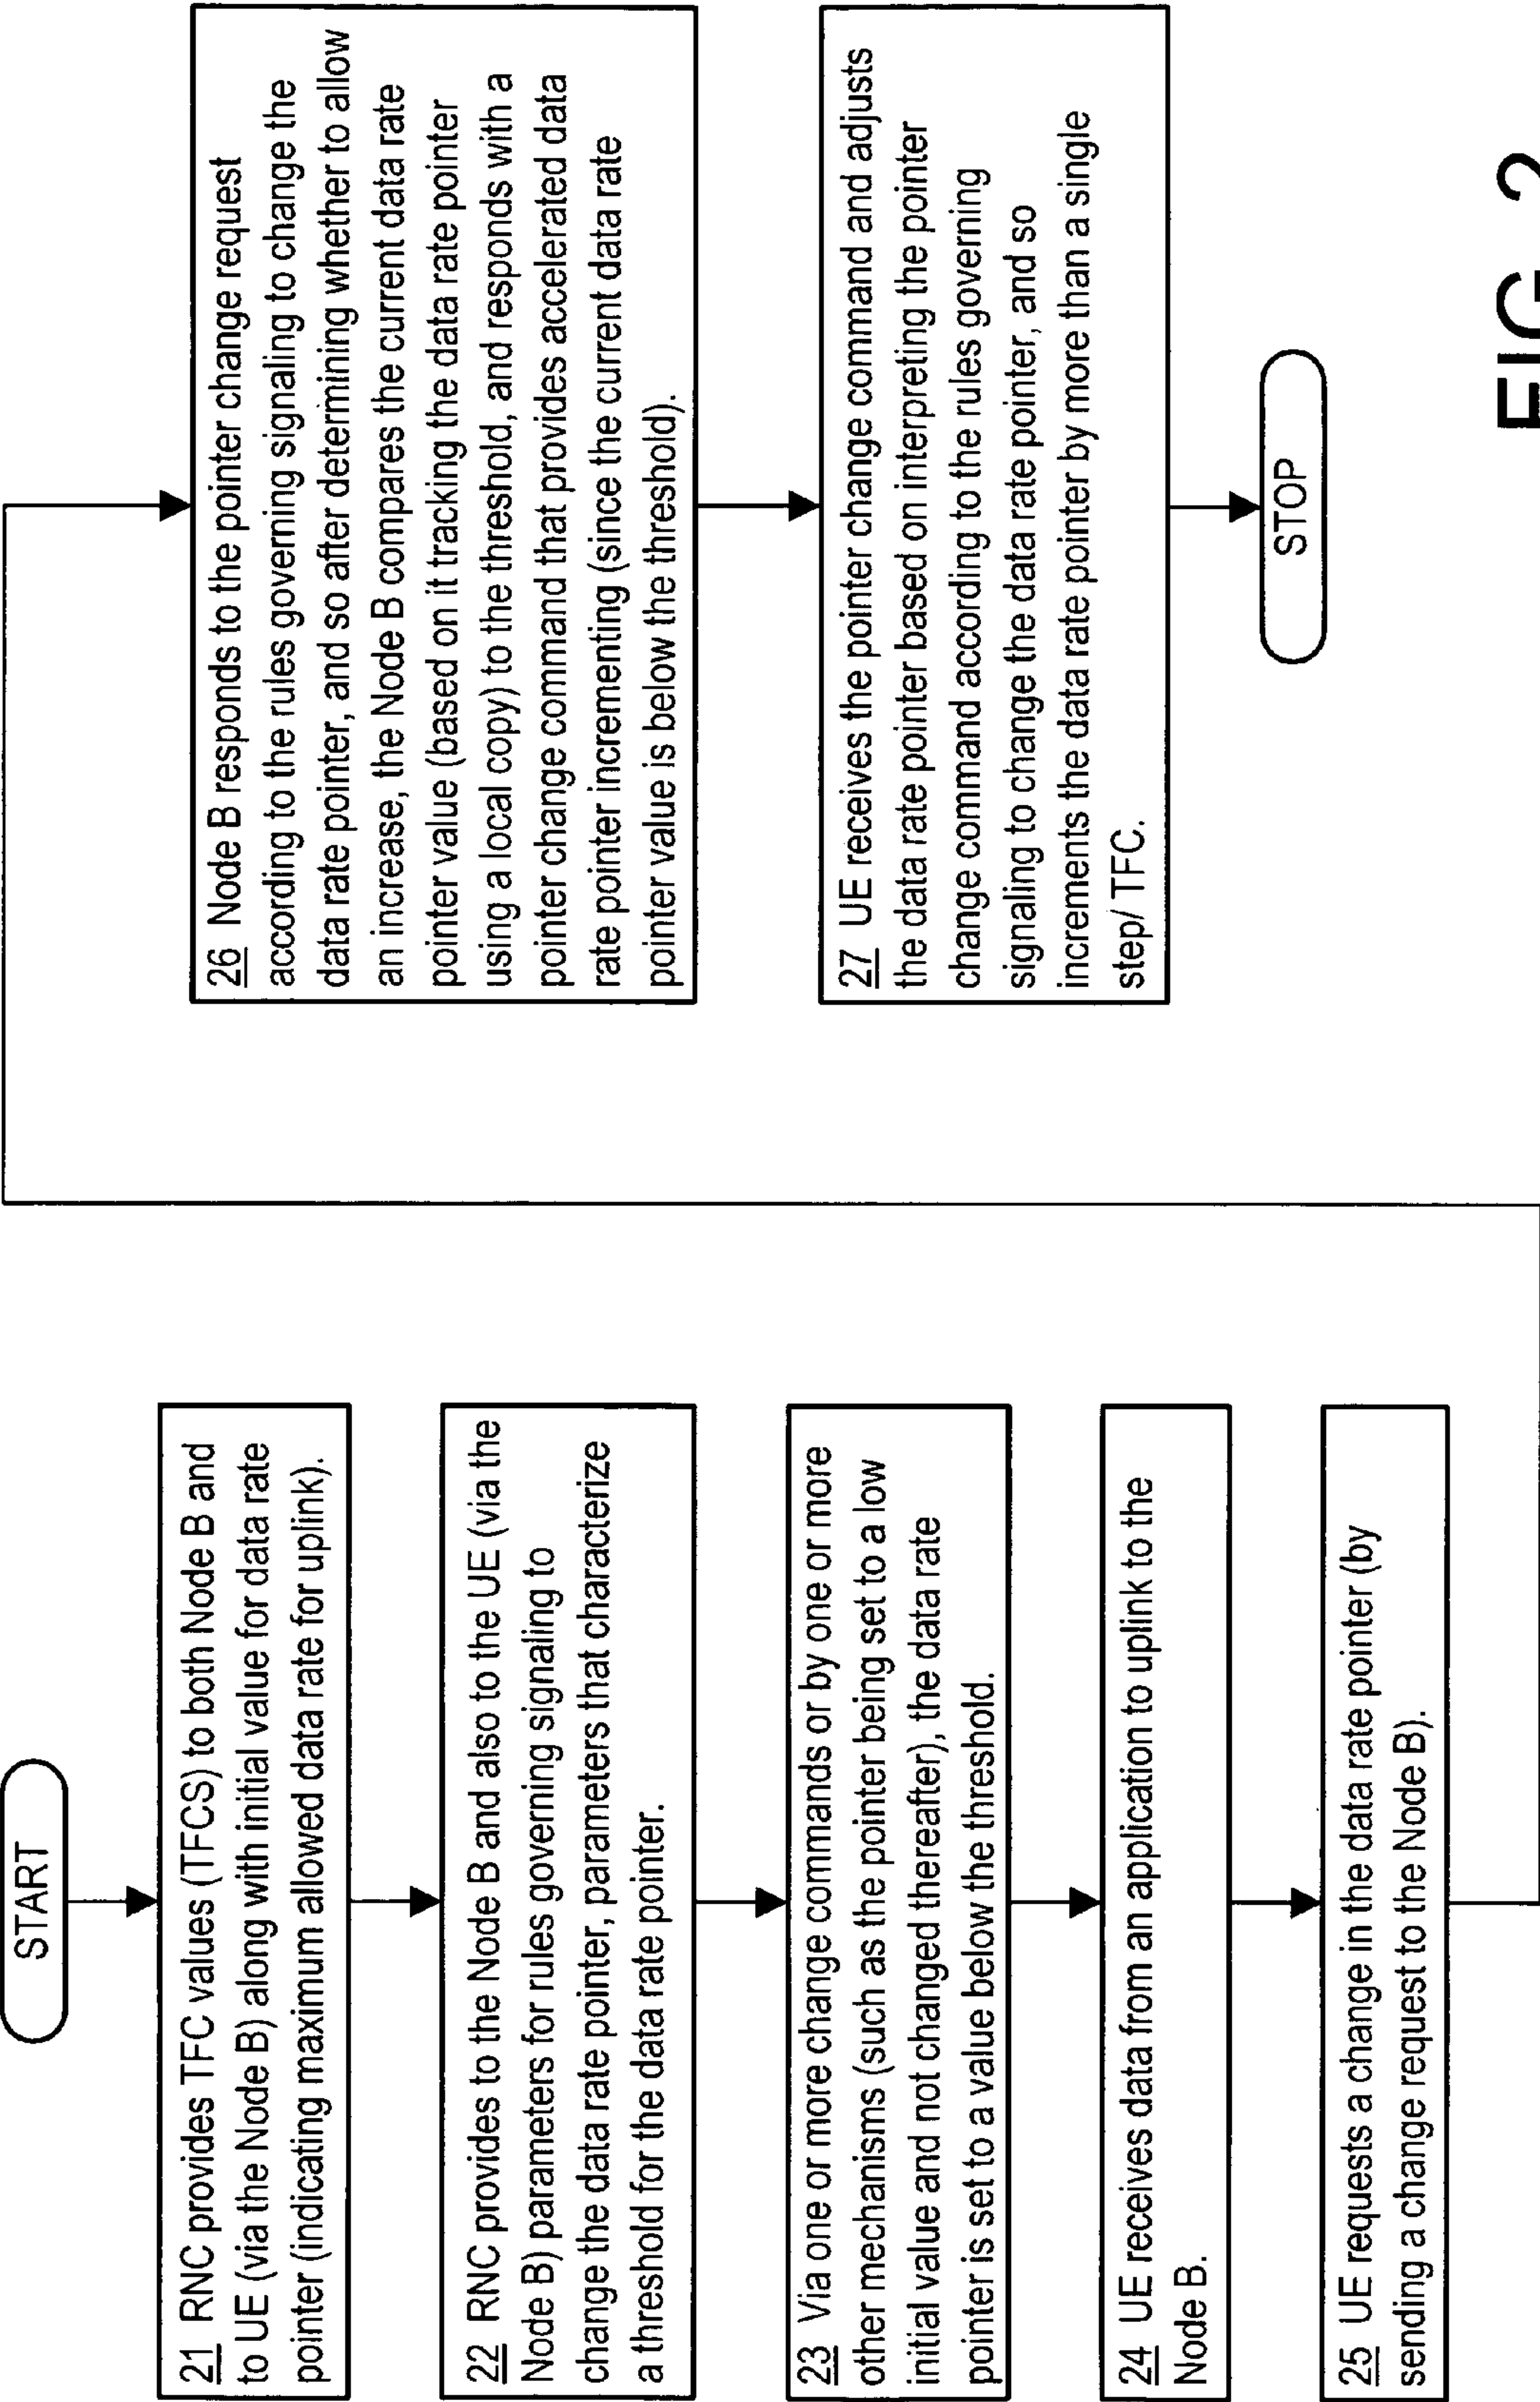 START
21 RNC provides TFC values (TFCS) to both Node B and
to UE (via the Node B) along with initial value for data rate
pointer (indicating maximum allowed data rate for uplink).
22 RNC provides to the Node B and also to the UE (via the
Node B) parameters for rules governing signaling to
change the data rate pointer, parameters that characterize
a threshold for the data rate pointer.
23 Via one or more change commands or by one or more
other mechanisms (such as the pointer being set to a low
initial value and not changed thereafter), the data rate
pointer is set to a value below the threshold.
24 UE receives data from an application to uplink to the
Node B.
25 UE requests a change in the data rate pointer (by
sending a change request to the Node B).
26 Node B responds to the pointer change request
according to the rules governing signaling to change the
data rate pointer, and so after determining whether to allow
an increase, the Node B compares the current data rate
pointer value (based on it tracking the data rate pointer
using a local copy) to the threshold, and responds with a
pointer change command that provides accelerated data
rate pointer incrementing (since the current data rate
pointer value is below the threshold).
27 UE receives the pointer change command and adjusts
the data rate pointer based on interpreting the pointer
change command according to the rules governing
signaling to change the data rate pointer, and so
increments the data rate pointer by more than a single
step/ TFC.
STOP
FIG. 2